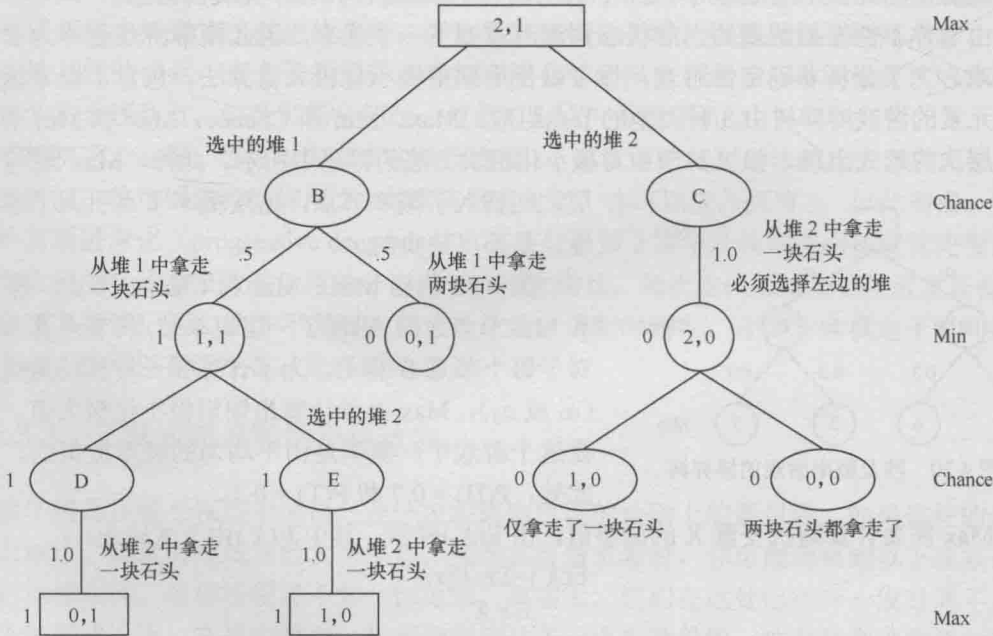 2,1
Max
选中的堆 1
选中的堆 2
B
C
Chance
从堆 1 中拿走
一块石头
.5
.5
从堆 1 中拿走
两块石头
1.0
从堆 2 中拿走
一块石头
必须选择左边的堆
1
1,1
0
0,1
0
2,0
Min
选中的堆 2
1
D
1
E
0
1,0
0
0,0
Chance
仅拿走了一块石头
两块石头都拿走了
1.0
从堆 2 中拿走
一块石头
1.0
从堆 2 中拿走
一块石头
1
0,1
1
1,0
Max